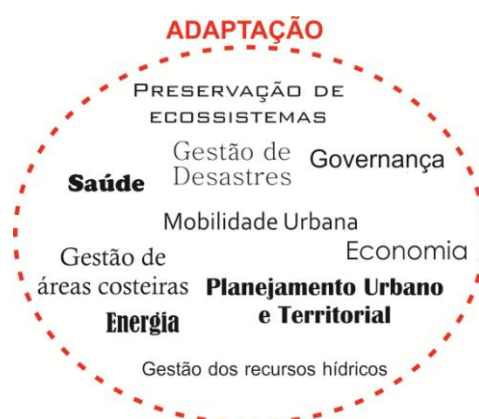 ADAPTAÇÃO
PRESERVAÇÃO DE
ECOSSISTEMAS
Gestão de
Desastres
Governança
Saúde
Mobilidade Urbana
Economia
Gestão de
áreas costeiras
Planejamento Urbano
e Territorial
Energia
Gestão dos recursos hídricos